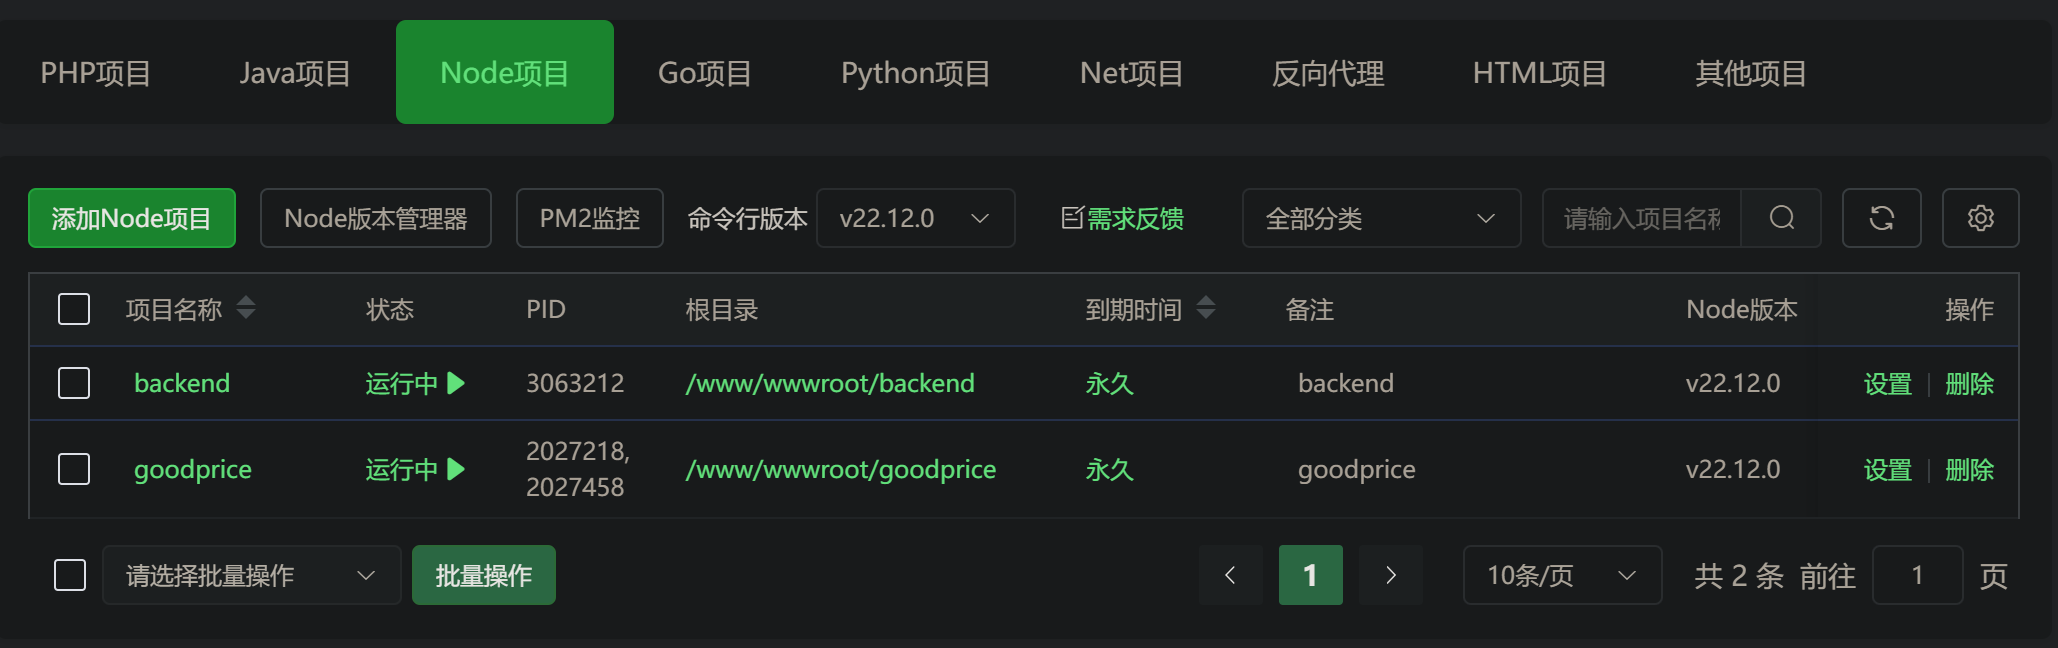 PHP项目 Java项目 Node项目 Go项目 Python项目 Net项目 反向代理 HTML项目 其他项目
添加Node项目 Node版本管理器 PM2监控 命令行版本 v22.12.0 需求反馈 全部分类 请输入项目名称
项目名称 状态 PID 根目录 到期时间 备注 Node版本 操作
backend 运行中 3063212 /www/wwwroot/backend 永久 backend v22.12.0 设置 删除
goodprice 运行中 2027218, 2027458 /www/wwwroot/goodprice 永久 goodprice v22.12.0 设置 删除
请选择批量操作 批量操作 1 10条/页 共 2 条 前往 1 页